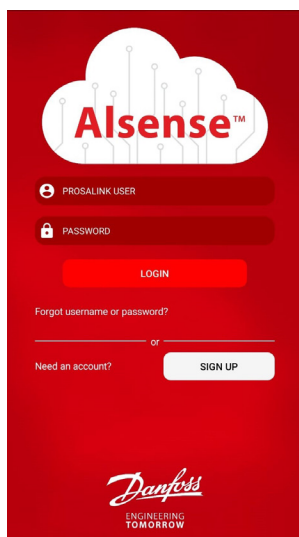 Alsense™
PROSALINK USER
PASSWORD
LOGIN
Forgot username or password?
or
Need an account?
SIGN UP
Danfoss
ENGINEERING
TOMORROW